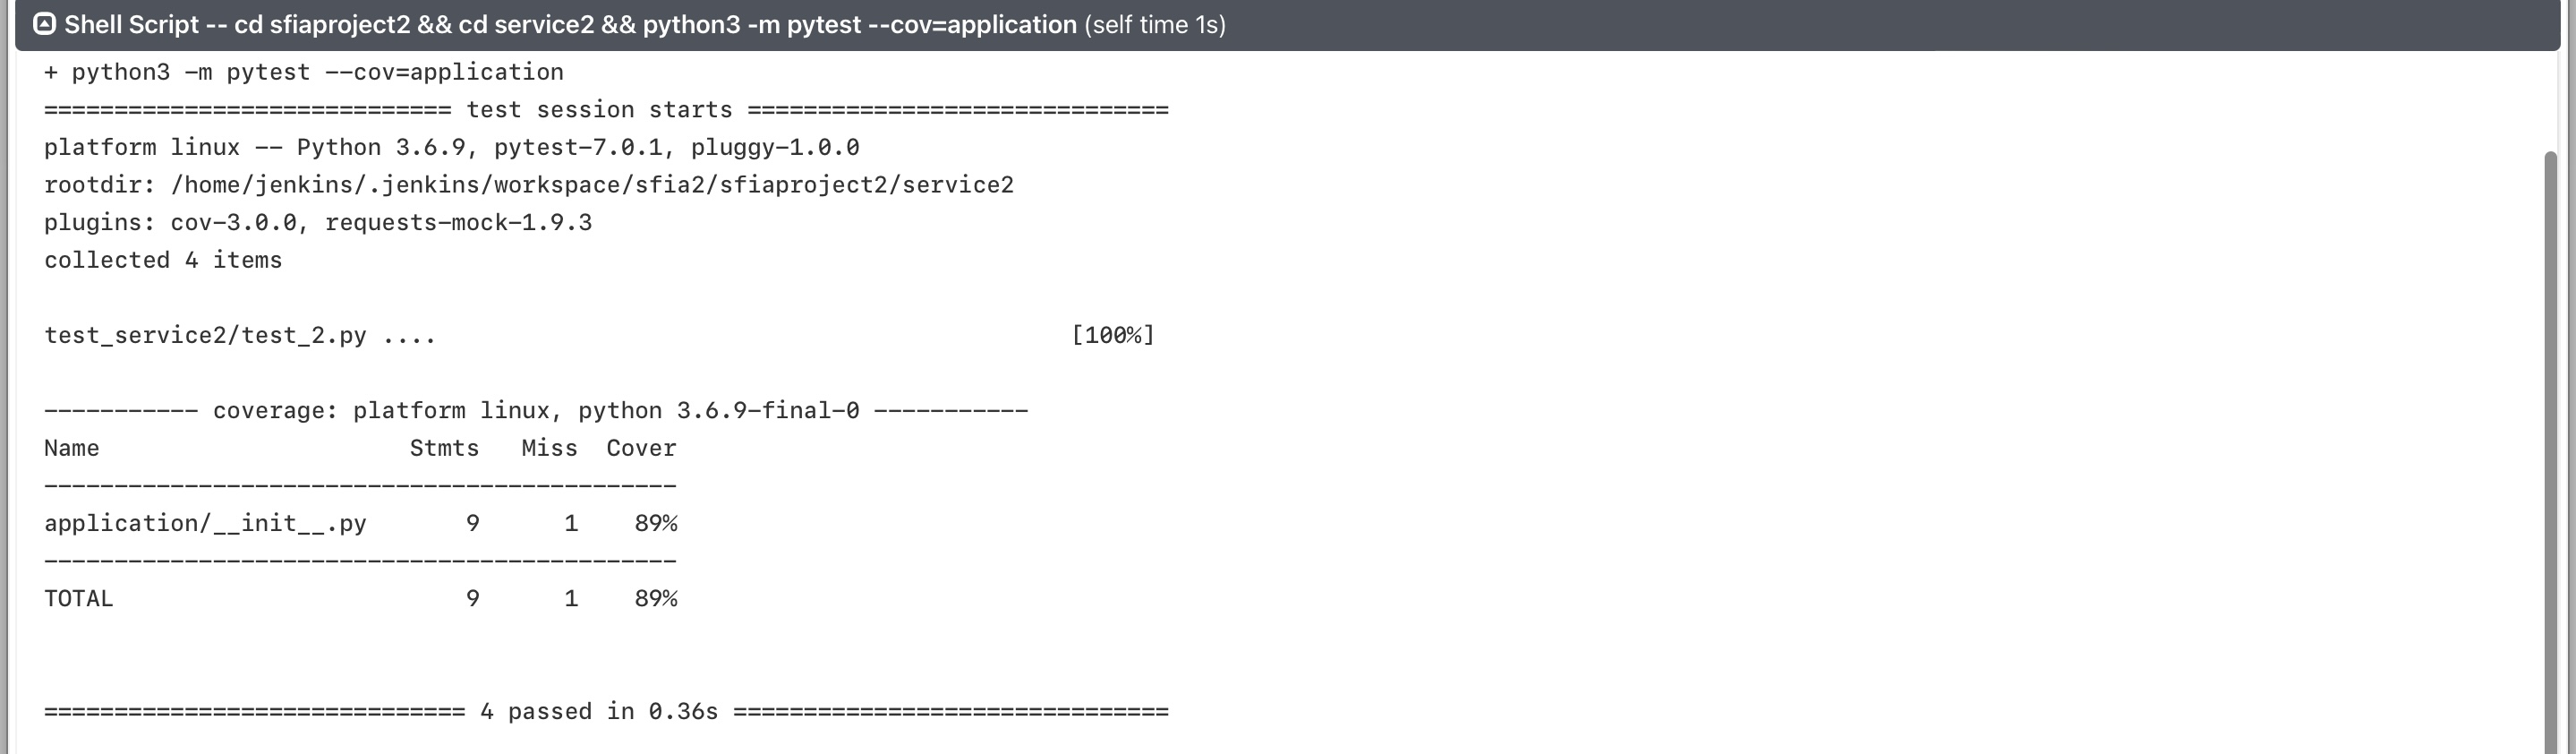 Shell Script -- cd sfiaproject2 && cd service2 && python3 -m pytest --cov=application (self time 1s)
+ python3 -m pytest --cov=application
============================= test session starts ==============================
platform linux -- Python 3.6.9, pytest-7.0.1, pluggy-1.0.0
rootdir: /home/jenkins/.jenkins/workspace/sfia2/sfiaproject2/service2
plugins: cov-3.0.0, requests-mock-1.9.3
collected 4 items
test_service2/test_2.py .... [100%]
----------- coverage: platform linux, python 3.6.9-final-0 -----------
Name                      Stmts   Miss  Cover
---------------------------------------------
application/__init__.py       9      1    89%
---------------------------------------------
TOTAL                         9      1    89%
============================== 4 passed in 0.36s ===============================